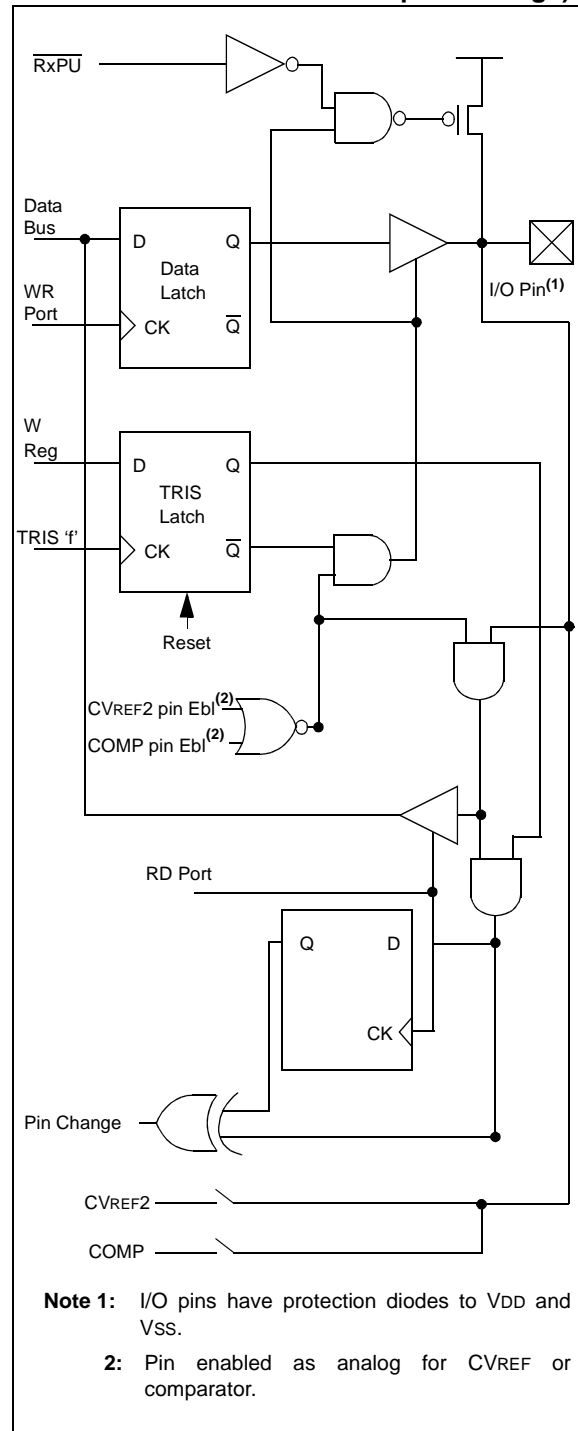 R̅x̅P̅U̅
Data
Bus
D Q
Data
Latch
WR
Port
CK Q̅
I/O Pin(1)
W
Reg
D Q
TRIS
Latch
TRIS ‘f’
CK Q̅
Reset
CVREF2 pin Ebl(2)
COMP pin Ebl(2)
RD Port
Q D
CK
Pin Change
CVREF2
COMP
Note 1: I/O pins have protection diodes to VDD and
VSS.
2: Pin enabled as analog for CVREF or
comparator.